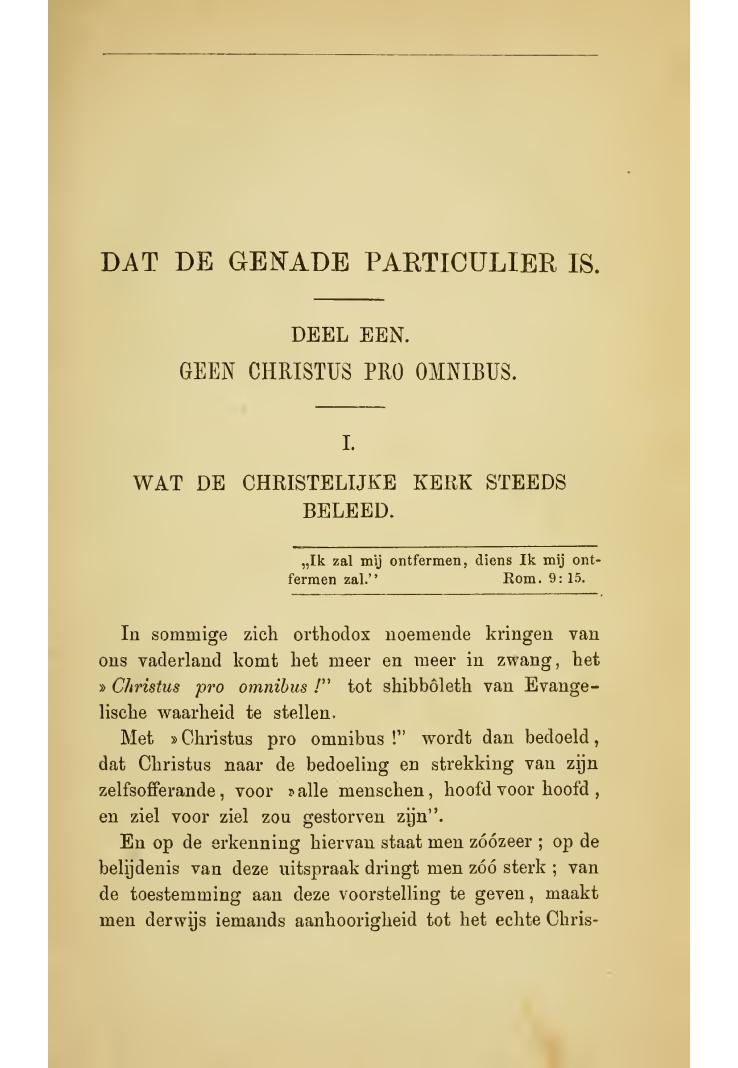 DAT DE GENADE PARTICULIER IS.
DEEL EEN.
GEEN CHRISTUS PRO OMNIBUS.
I.
WAT DE CHRISTELIJKE KERK STEEDS
BELEED.
„Ik zal mij ontfermen, diens Ik mij ont-
fermen zal.’’ Rom. 9:15.
In sommige zich orthodox noemende kringen van
ons vaderland komt het meer en meer in zwang, het
»Christus pro omnibus!” tot shibbôleth van Evange-
lische waarheid te stellen.
Met »Christus pro omnibus!” wordt dan bedoeld,
dat Christus naar de bedoeling en strekking van zijn
zelfsofferande, voor »alle menschen, hoofd voor hoofd,
en ziel voor ziel zou gestorven zijn”.
En op de erkenning hiervan staat men zóózeer; op de
belijdenis van deze uitspraak dringt men zóó sterk; van
de toestemming aan deze voorstelling te geven, maakt
men derwijs iemands aanhoorigheid tot het echte Chris-